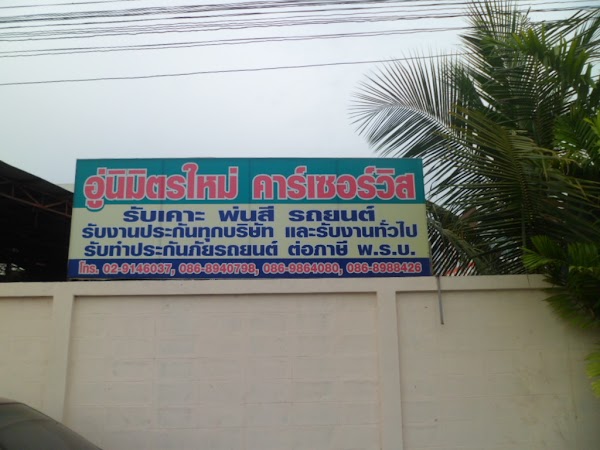 อู่นิมิตรใหม่ คาร์เซอร์วิส
รับเคาะ พ่นสี รถยนต์
รับงานประกันทุกบริษัท และรับงานทั่วไป
รับทำประกันภัยรถยนต์ ต่อภาษี พ.ร.บ.
โทร. 02-9146037, 086-8940798, 086-9864080, 086-8988426